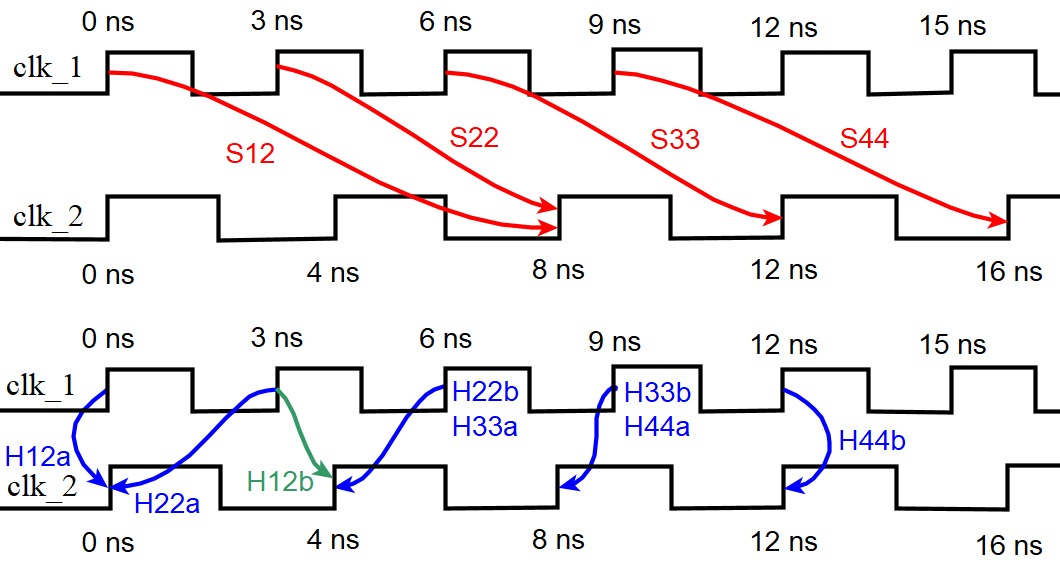 0 ns 3 ns 6 ns 9 ns 12 ns 15 ns
clk_1
S12 S22 S33 S44
clk_2
0 ns 4 ns 8 ns 12 ns 16 ns
0 ns 3 ns 6 ns 9 ns 12 ns 15 ns
clk_1 H22b H33b
H33a H44a
H12a H44b
clk_2 H22a H12b
0 ns 4 ns 8 ns 12 ns 16 ns